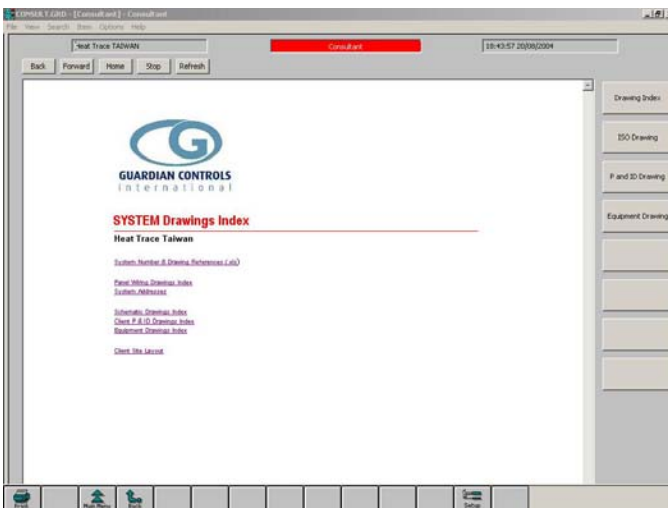 CONSULT.GRD - [Consultant] - Consultant
File View Search Item Options Help
Heat Trace TAIWAN
Consultant
18:43:57 20/08/2004
Back Forward Home Stop Refresh
Drawing Index
ISO Drawing
P and ID Drawing
Equipment Drawing
G
GUARDIAN CONTROLS
international
SYSTEM Drawings Index
Heat Trace Taiwan
System Number & Drawing References (.xls)
Panel Wiring Drawings Index
System Addresses
Schematic Drawings Index
Client P & ID Drawings Index
Equipment Drawings Index
Client Site Layout
Print Main Menu Back Setup